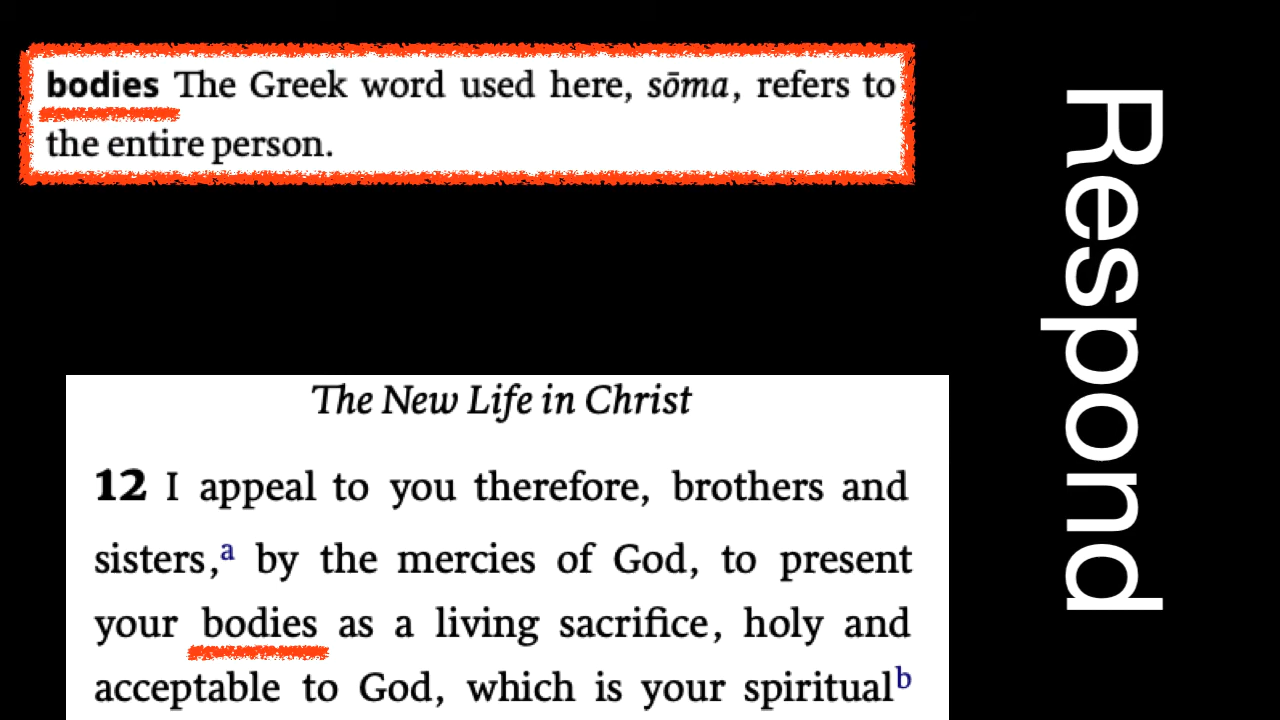 bodies The Greek word used here, sōma, refers to
the entire person.
The New Life in Christ
12 I appeal to you therefore, brothers and
sisters,a by the mercies of God, to present
your bodies as a living sacrifice, holy and
acceptable to God, which is your spiritualb
Respond